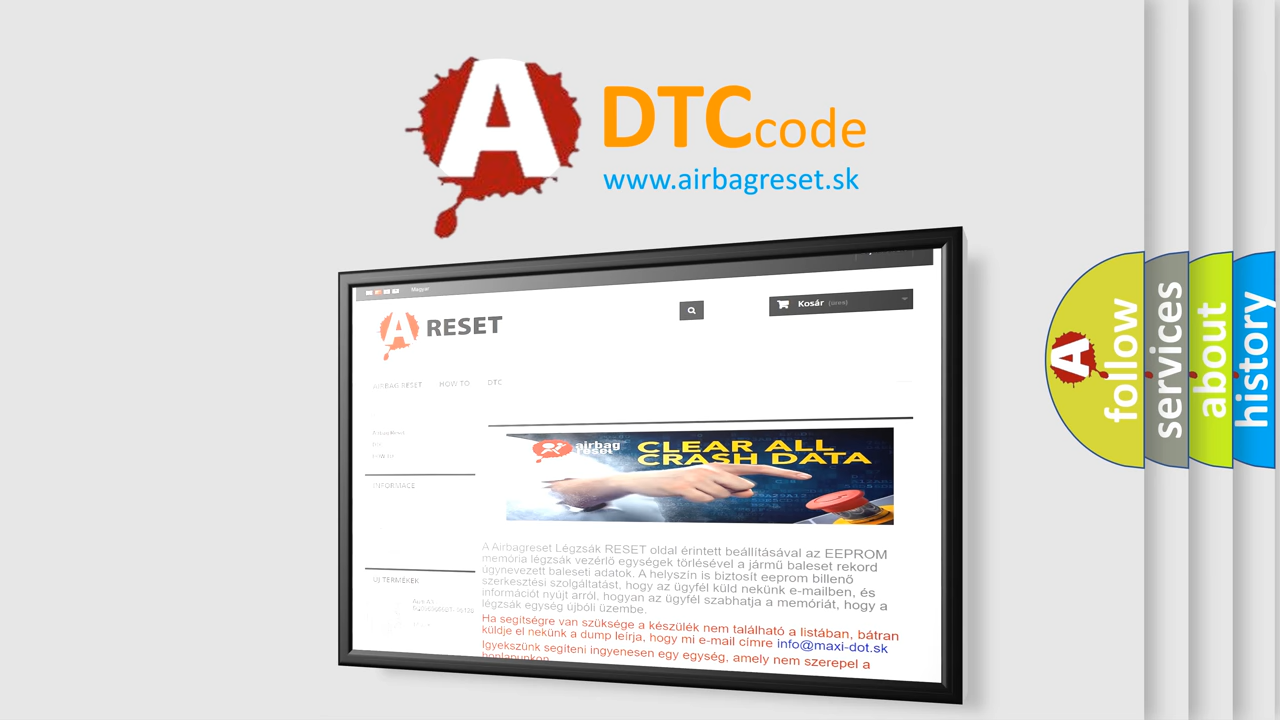 A
DTC code
www.airbagreset.sk
Magyar
A RESET
Kosár (üres)
AIRBAG RESET HOW TO DTC
INFORMACE
ÚJ TERMÉKEK
airbag
reset
CLEAR ALL
CRASH DATA
A Airbagreset Légzsák RESET oldal érintett beállításával az EEPROM
memória légzsák vezérlő egységek törlésével a jármű baleset rekord
úgynevezett baleseti adatok. A helyszín is biztosít eeprom billenő
szerkesztési szolgáltatást, hogy az ügyfél küld nekünk e-mailben, és
információt nyújt arról, hogyan az ügyfél szabhatja a memóriát, hogy a
légzsák egység újbóli üzembe.
Ha segítségre van szüksége a készülék nem található a listában, bátran
küldje el nekünk a dump leírja, hogy mi e-mail címre info@maxi-dot.sk
Igyekszünk segíteni ingyenesen egy egység, amely nem szerepel a
honlapunkon
A
follow
services
about
history